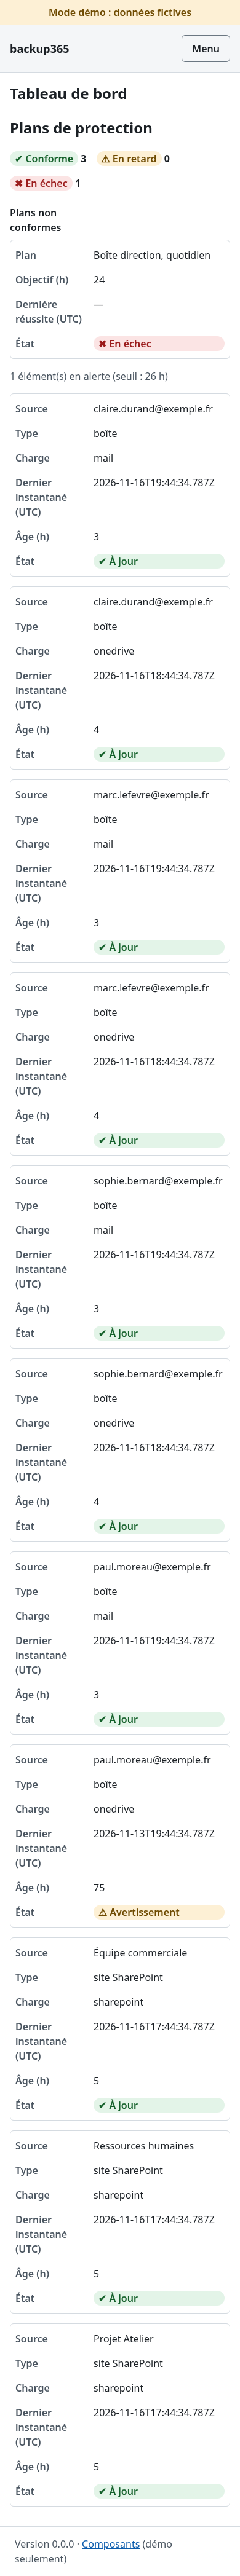 Mode démo : données fictives
backup365
Menu
Tableau de bord
Plans de protection
✔ Conforme 3 ⚠ En retard 0
✖ En échec 1
Plans non
conformes
Plan Boîte direction, quotidien
Objectif (h) 24
Dernière
réussite (UTC) —
État ✖ En échec
1 élément(s) en alerte (seuil : 26 h)
Source claire.durand@exemple.fr
Type boîte
Charge mail
Dernier
instantané
(UTC) 2026-11-16T19:44:34.787Z
Âge (h) 3
État ✔ À jour
Source claire.durand@exemple.fr
Type boîte
Charge onedrive
Dernier
instantané
(UTC) 2026-11-16T18:44:34.787Z
Âge (h) 4
État ✔ À jour
Source marc.lefevre@exemple.fr
Type boîte
Charge mail
Dernier
instantané
(UTC) 2026-11-16T19:44:34.787Z
Âge (h) 3
État ✔ À jour
Source marc.lefevre@exemple.fr
Type boîte
Charge onedrive
Dernier
instantané
(UTC) 2026-11-16T18:44:34.787Z
Âge (h) 4
État ✔ À jour
Source sophie.bernard@exemple.fr
Type boîte
Charge mail
Dernier
instantané
(UTC) 2026-11-16T19:44:34.787Z
Âge (h) 3
État ✔ À jour
Source sophie.bernard@exemple.fr
Type boîte
Charge onedrive
Dernier
instantané
(UTC) 2026-11-16T18:44:34.787Z
Âge (h) 4
État ✔ À jour
Source paul.moreau@exemple.fr
Type boîte
Charge mail
Dernier
instantané
(UTC) 2026-11-16T19:44:34.787Z
Âge (h) 3
État ✔ À jour
Source paul.moreau@exemple.fr
Type boîte
Charge onedrive
Dernier
instantané
(UTC) 2026-11-13T19:44:34.787Z
Âge (h) 75
État ⚠ Avertissement
Source Équipe commerciale
Type site SharePoint
Charge sharepoint
Dernier
instantané
(UTC) 2026-11-16T17:44:34.787Z
Âge (h) 5
État ✔ À jour
Source Ressources humaines
Type site SharePoint
Charge sharepoint
Dernier
instantané
(UTC) 2026-11-16T17:44:34.787Z
Âge (h) 5
État ✔ À jour
Source Projet Atelier
Type site SharePoint
Charge sharepoint
Dernier
instantané
(UTC) 2026-11-16T17:44:34.787Z
Âge (h) 5
État ✔ À jour
Version 0.0.0 · Composants (démo
seulement)